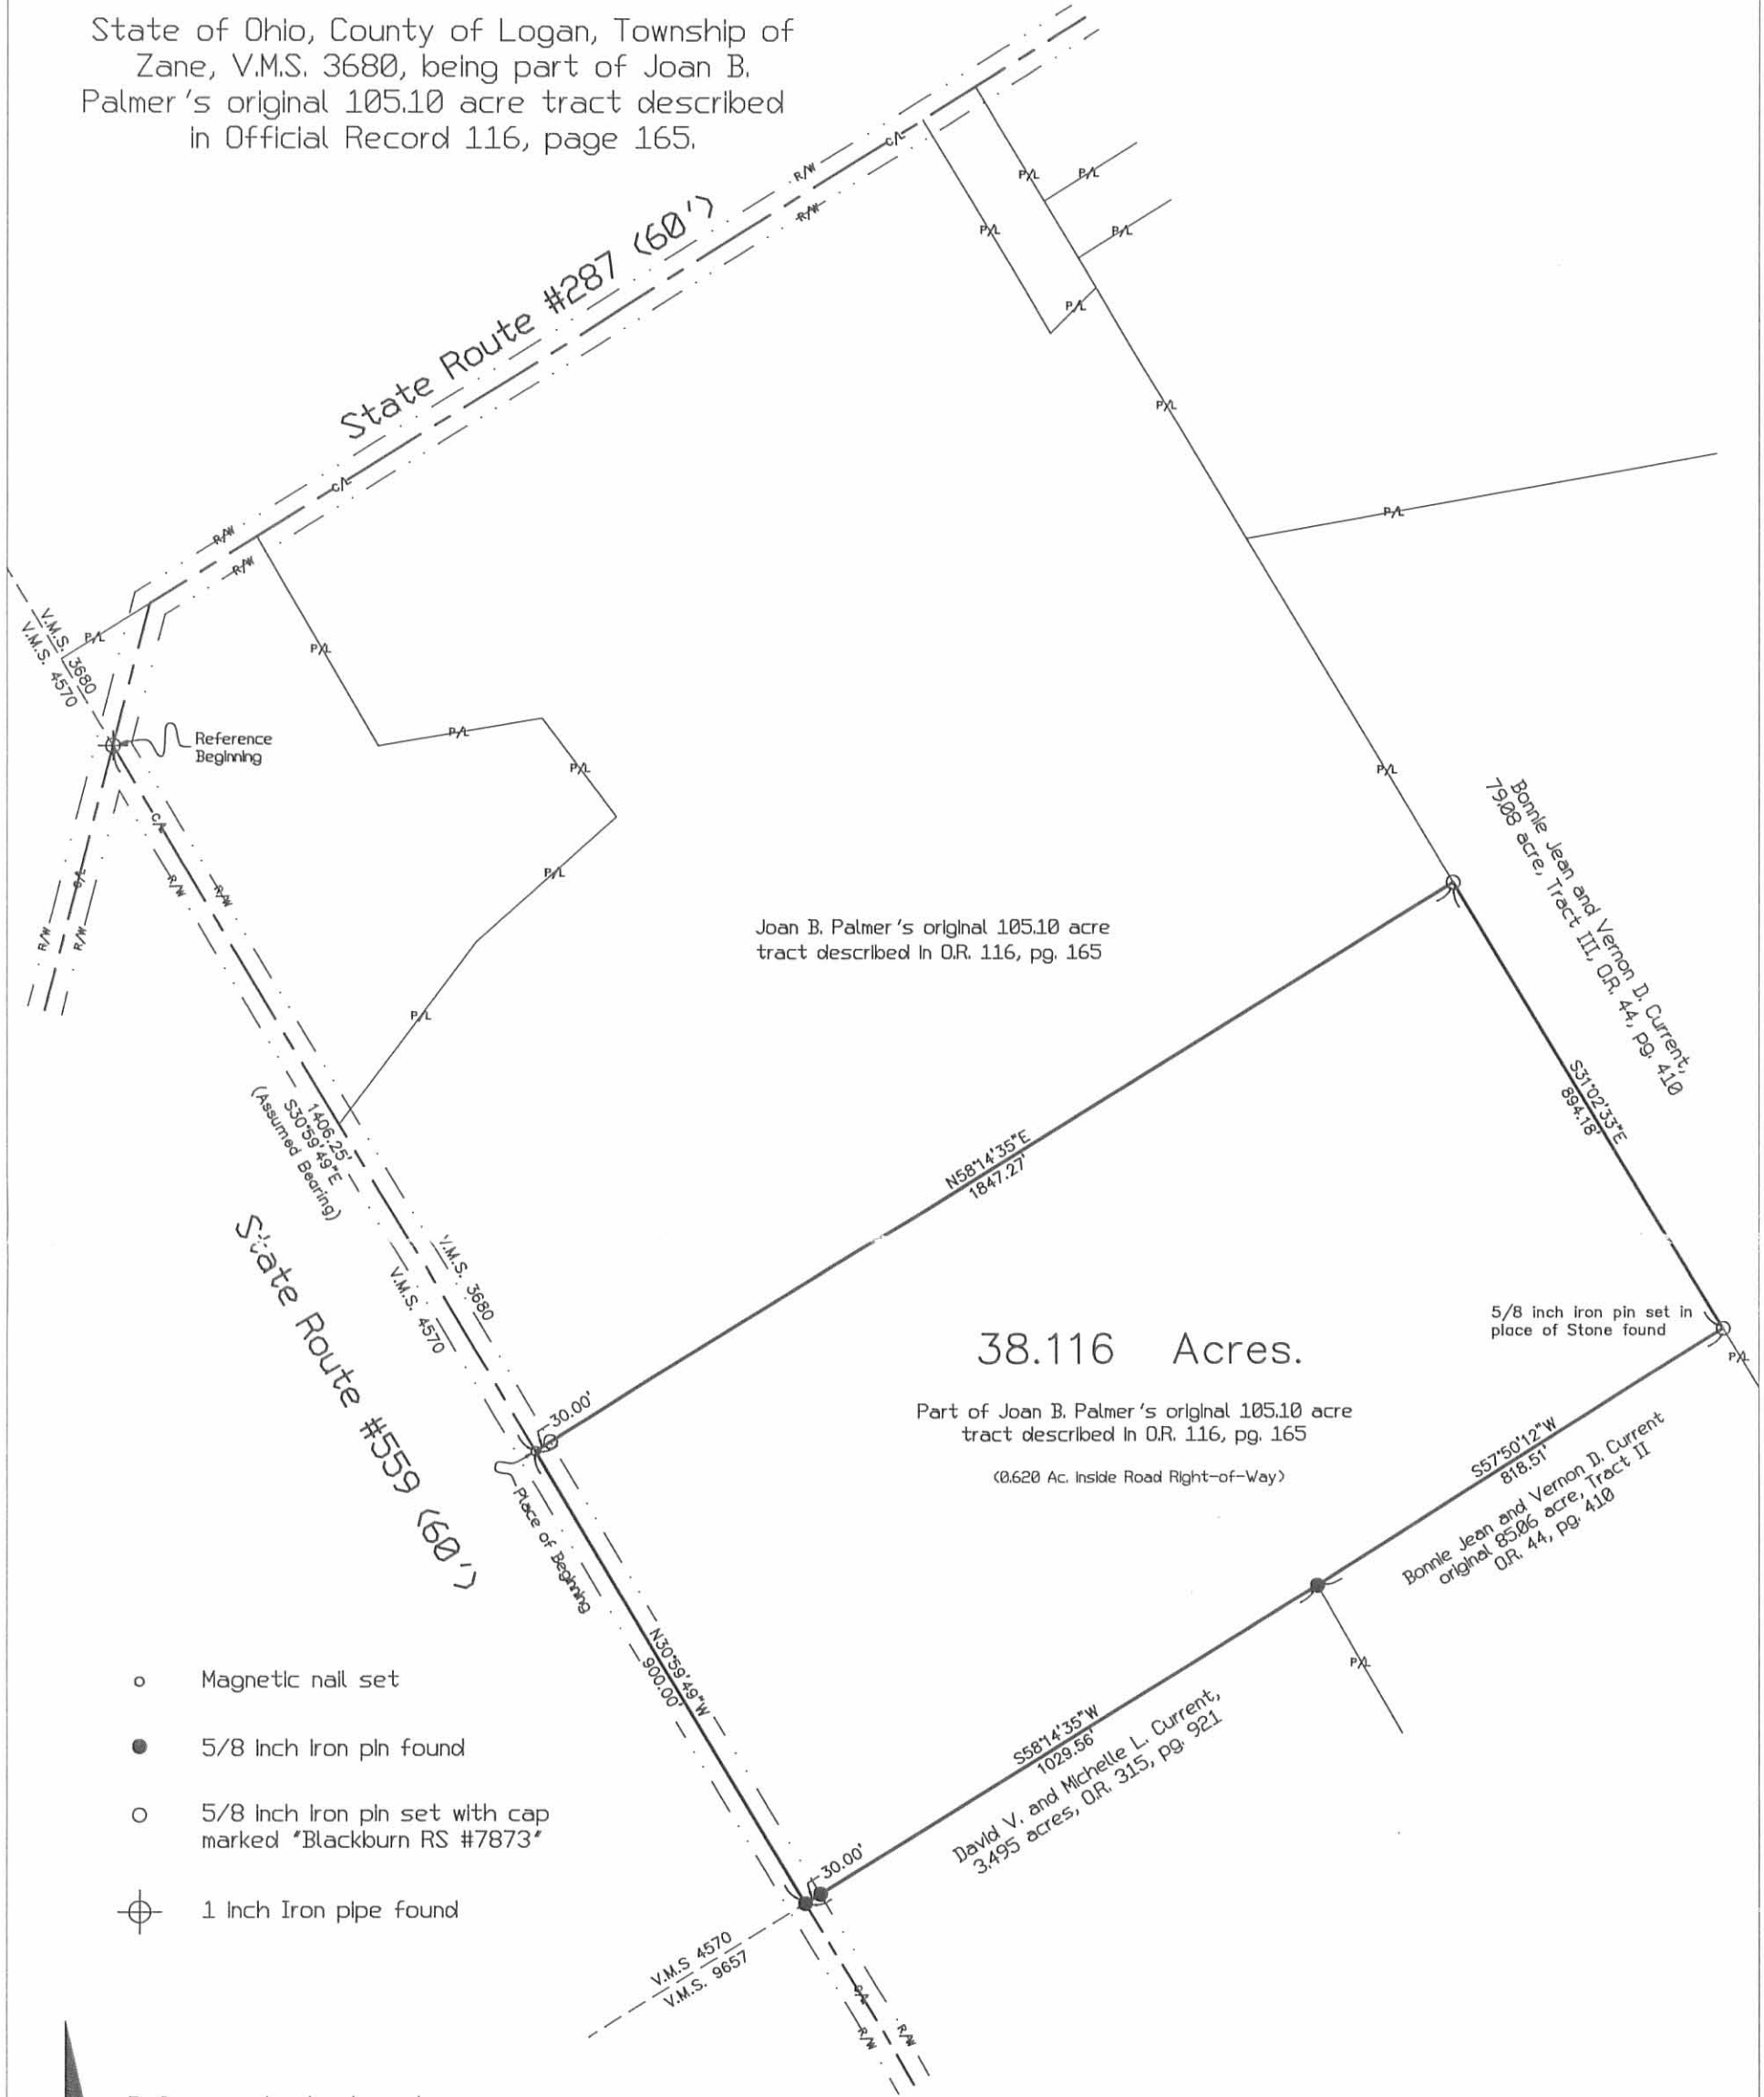 State of Ohio, County of Logan, Township of
Zane, V.M.S. 3680, being part of Joan B.
Palmer's original 105.10 acre tract described
in Official Record 116, page 165.
State Route #287 (60')
R/W
R/W
C/L
P/L
P/L
P/L
P/L
P/L
P/L
P/L
C/L
R/W
R/W
V.M.S. 3680
V.M.S. 4570
P/L
P/L
P/L
P/L
P/L
P/L
P/L
Reference
Beginning
C/L
R/W
R/W
C/L
R/W
R/W
Joan B. Palmer's original 105.10 acre
tract described in O.R. 116, pg. 165
Bonnie Jean and Vernon D. Current,
79.08 acre, Tract III, O.R. 44, pg. 410
S31°02'33"E
894.18'
1406.25'
S30°59'49"E
(Assumed Bearing)
N58°14'35"E
1847.27'
State Route #559 (60')
V.M.S. 3680
V.M.S. 4570
5/8 inch iron pin set in
place of Stone found
P/L
38.116 Acres.
Part of Joan B. Palmer's original 105.10 acre
tract described in O.R. 116, pg. 165
(0.620 Ac. Inside Road Right-of-Way)
30.00'
Place of Beginning
S57°50'12"W
818.51'
Bonnie Jean and Vernon D. Current
original 85.06 acre, Tract II
O.R. 44, pg. 410
P/L
N30°59'49"W
900.00'
S58°14'35"W
1029.56'
David V. and Michelle L. Current,
3.495 acres, O.R. 315, pg. 921
30.00'
Magnetic nail set
5/8 inch Iron pin found
5/8 inch Iron pin set with cap
marked "Blackburn RS #7873"
1 inch Iron pipe found
V.M.S 4570
V.M.S. 9657
C/L
R/W
R/W